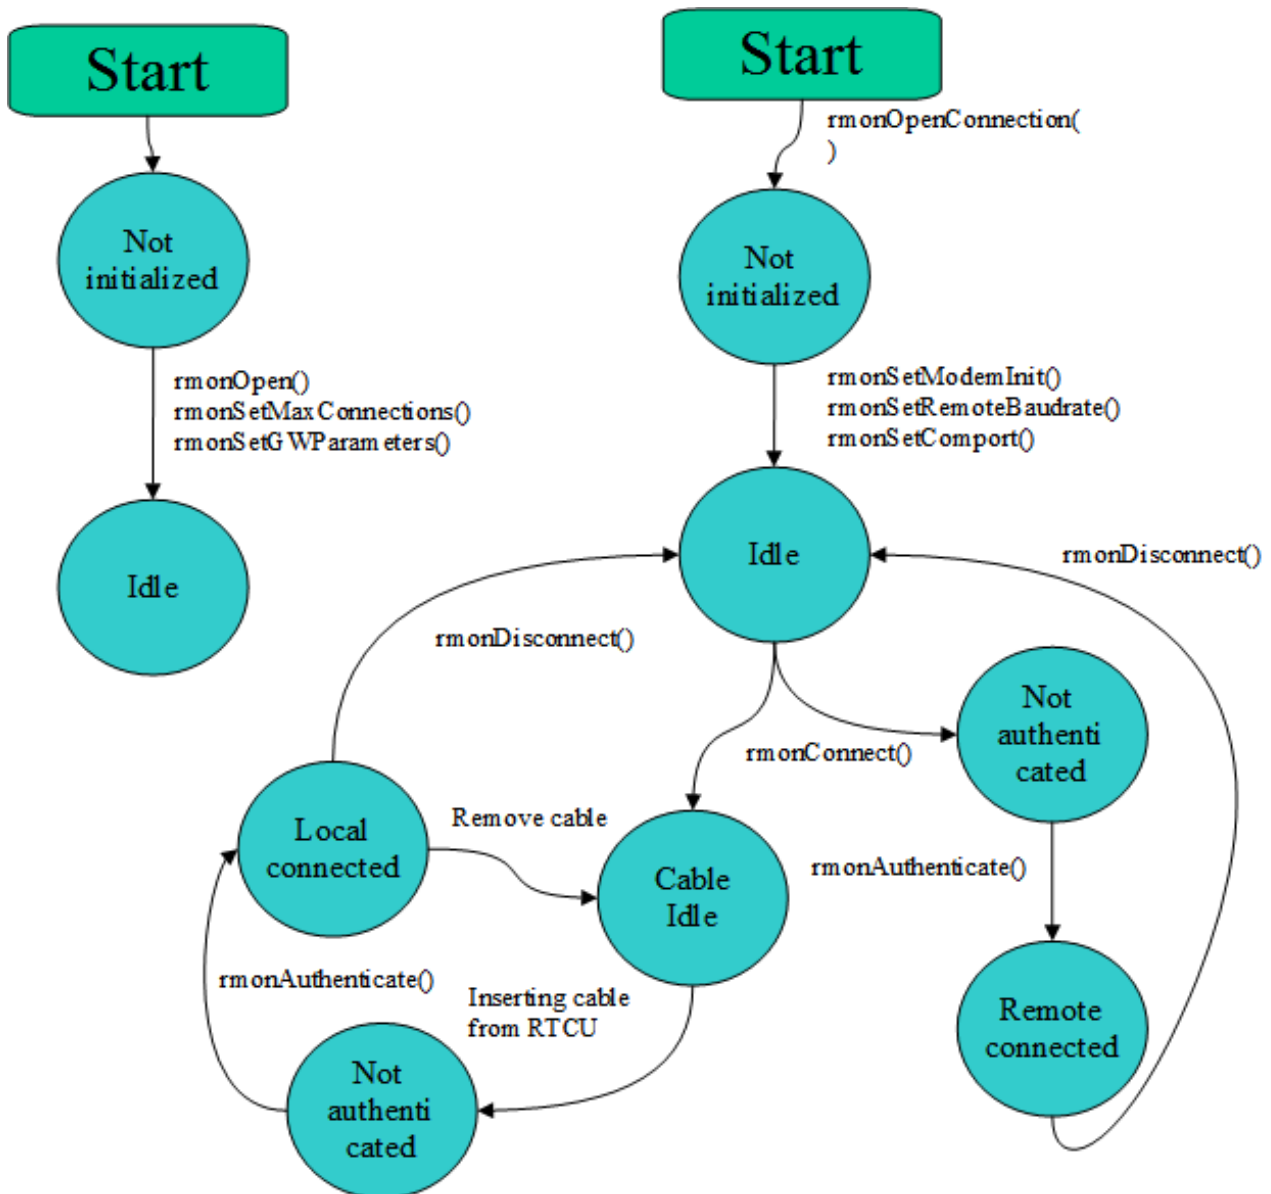 Start
Not
initialized
rmonOpen()
rmonSetMaxConnections()
rmonSetGWParameters()
Idle
Start
rmonOpenConnection(
)
Not
initialized
rmonSetModemInit()
rmonSetRemoteBaudrate()
rmonSetComport()
Idle
rmonDisconnect()
rmonDisconnect()
rmonConnect()
Not
authenti
cated
Local
connected
Remove cable
Cable
Idle
rmonAuthenticate()
rmonAuthenticate()
Inserting cable
from RTCU
Remote
connected
Not
authenti
cated